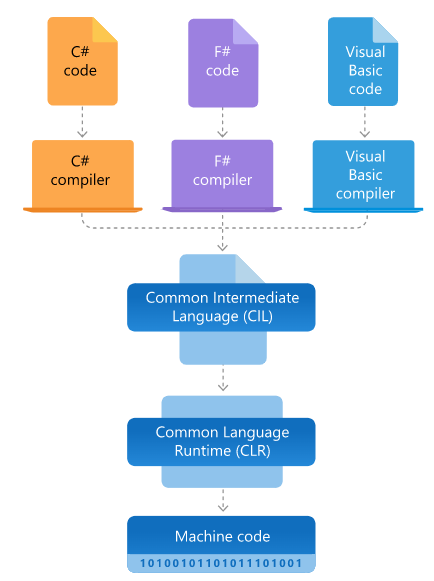 C#
code
F#
code
Visual
Basic
code
C#
compiler
F#
compiler
Visual
Basic
compiler
Common Intermediate
Language (CIL)
Common Language
Runtime (CLR)
Machine code
10100101101011101001